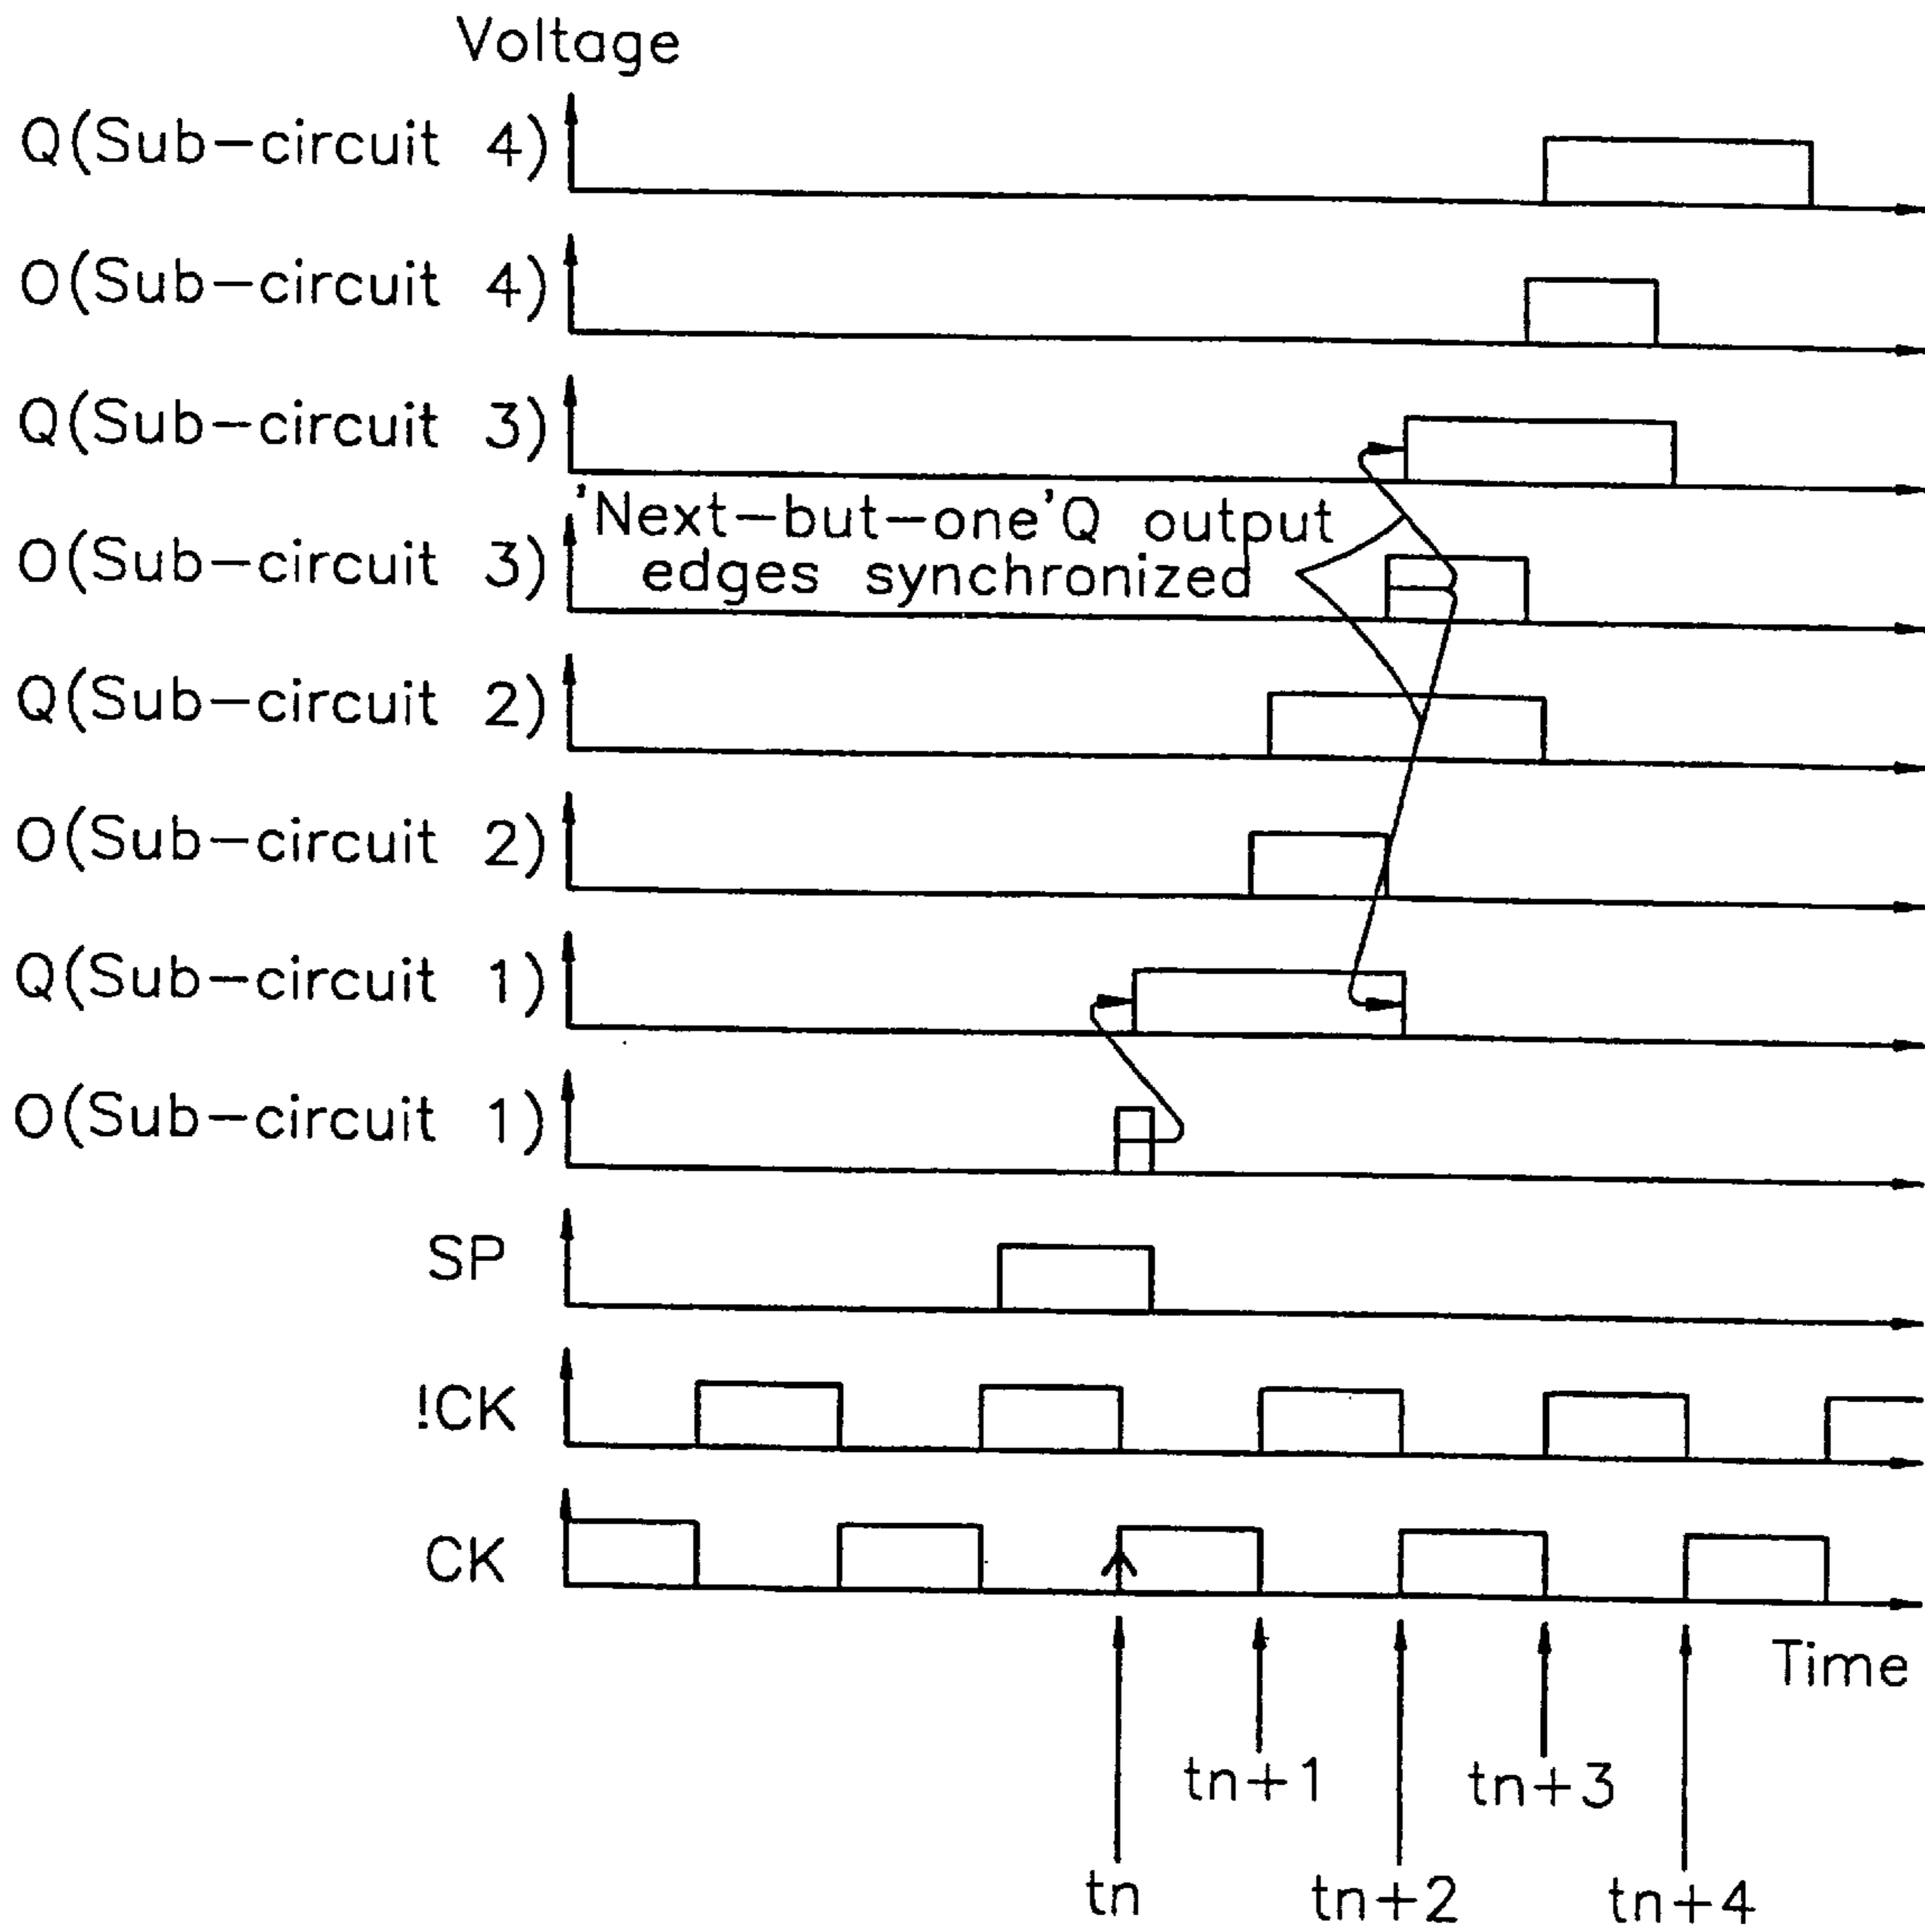 Voltage
Q(Sub-circuit 4)
O(Sub-circuit 4)
Q(Sub-circuit 3)
'Next-but-one'Q output
O(Sub-circuit 3)
edges synchronized
Q(Sub-circuit 2)
O(Sub-circuit 2)
Q(Sub-circuit 1)
O(Sub-circuit 1)
SP
!CK
CK
Time
tn+1
tn+3
tn
tn+2
tn+4